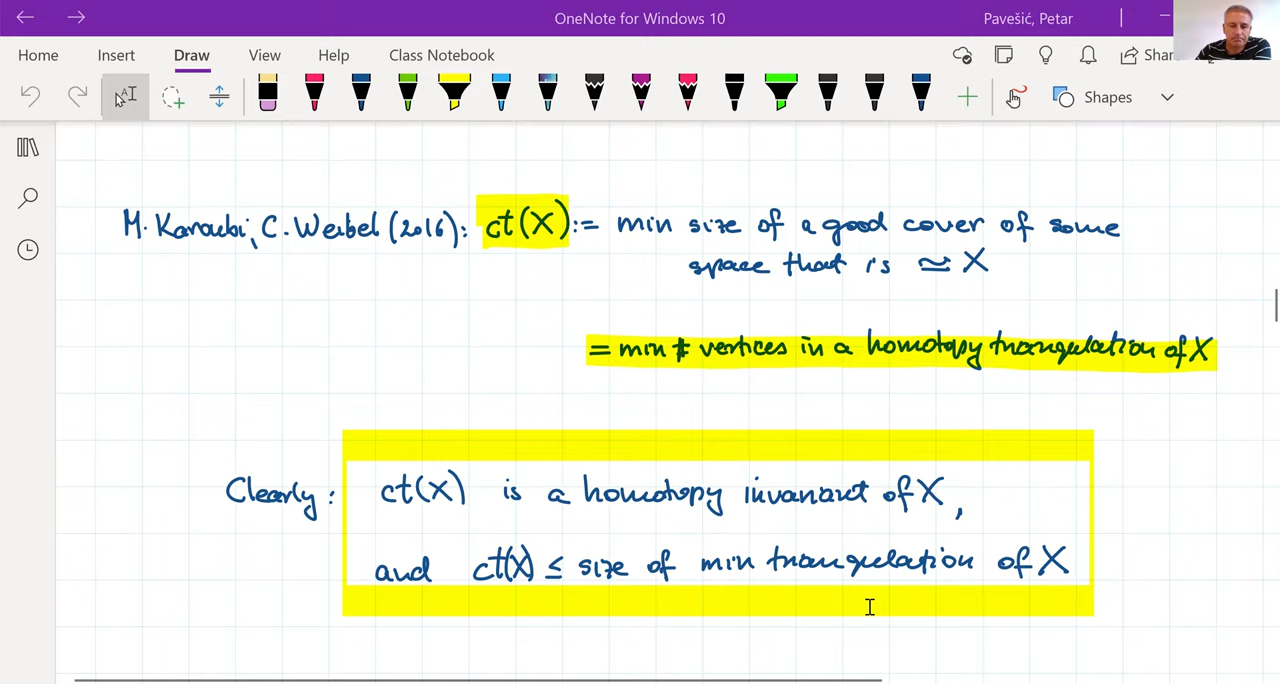 OneNote for Windows 10
Pavešić, Petar
Home Insert Draw View Help Class Notebook
Shar
Shapes
M. Karoubi, C. Weibel (2016): ct(X) := min size of a good cover of some
space that is ≃ X
= min # vertices in a homotopy triangulation of X
Clearly: ct(X) is a homotopy invariant of X,
and ct(X) ≤ size of min triangulation of X